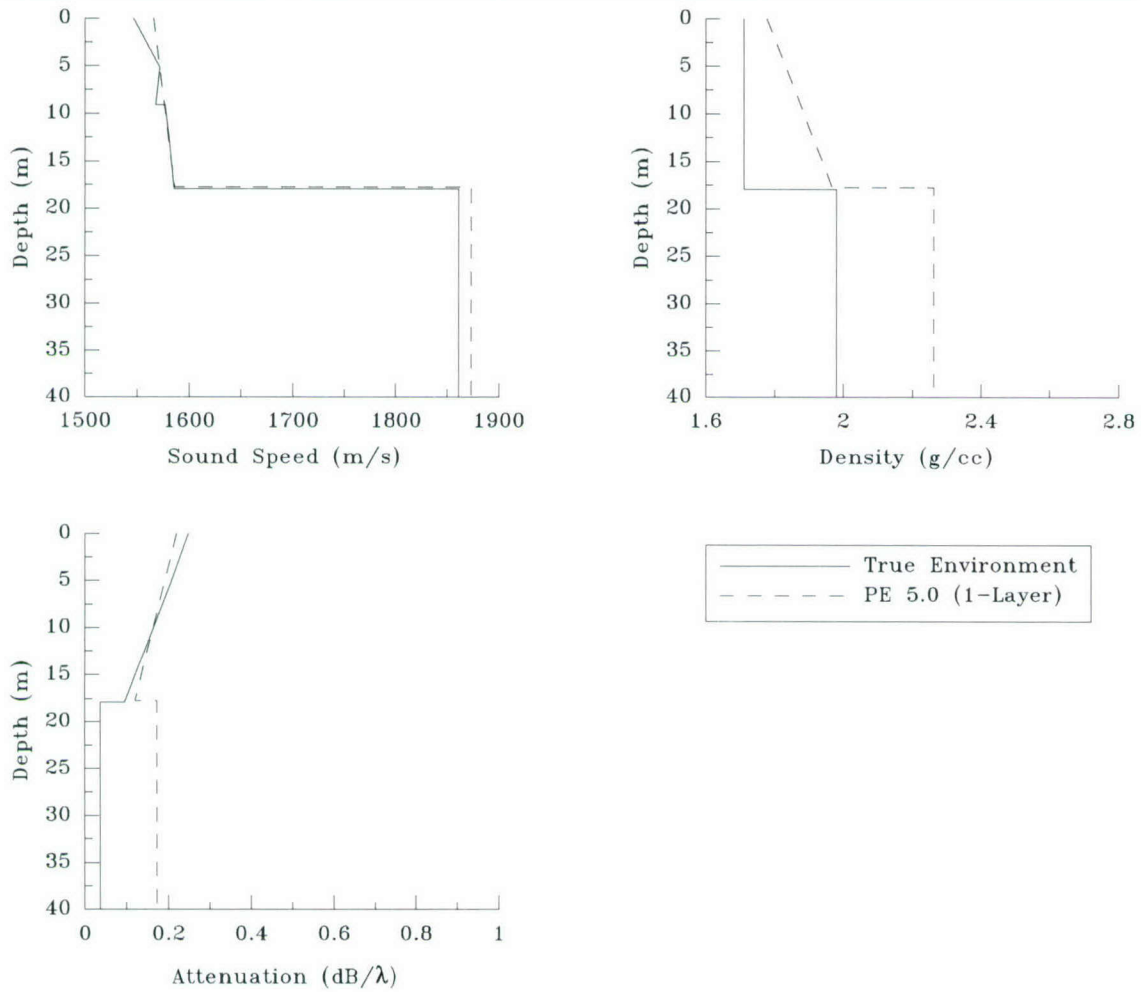 0
5
10
15
20
25
30
35
40
Depth (m)
1500 1600 1700 1800 1900
Sound Speed (m/s)
0
5
10
15
20
25
30
35
40
Depth (m)
1.6 2 2.4 2.8
Density (g/cc)
0
5
10
15
20
25
30
35
40
Depth (m)
0 0.2 0.4 0.6 0.8 1
Attenuation (dB/λ)
True Environment
PE 5.0 (1-Layer)